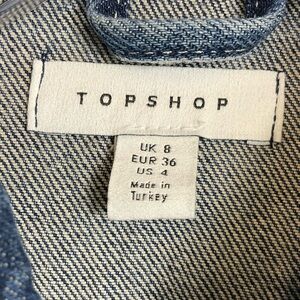 TOPSHOP
UK 8
EUR 36
US 4
Made in
Turkey